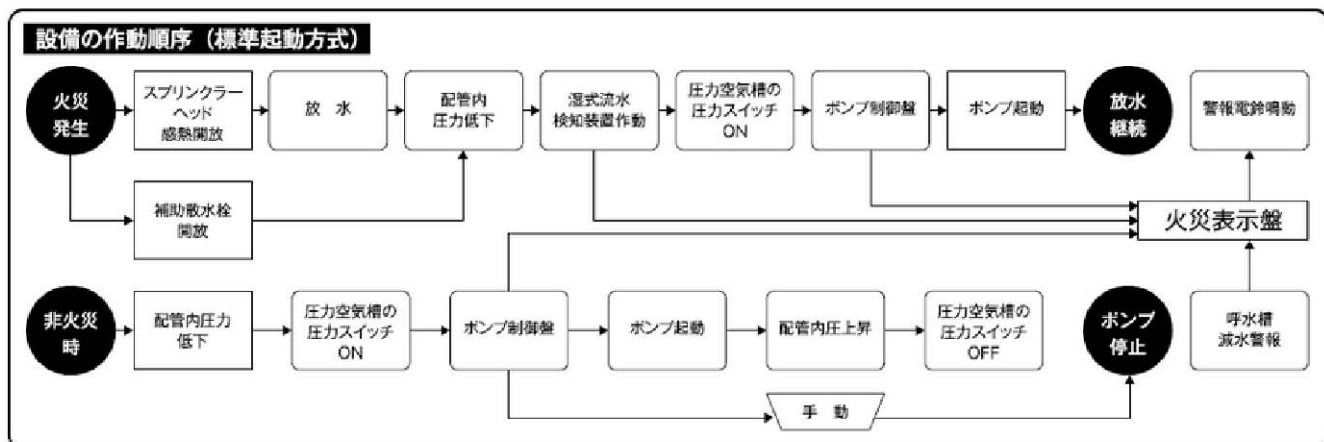 設備の作動順序（標準起動方式）
火災
発生
スプリンクラー
ヘッド
感熱開放
放 水
配管内
圧力低下
湿式流水
検知装置作動
圧力空気槽の
圧力スイッチ
ON
ポンプ制御盤
ポンプ起動
放水
継続
警報電鈴鳴動
補助散水栓
開放
火災表示盤
非火災
時
配管内圧力
低下
圧力空気槽の
圧力スイッチ
ON
ポンプ制御盤
ポンプ起動
配管内圧上昇
圧力空気槽の
圧力スイッチ
OFF
ポンプ
停止
呼水槽
減水警報
手 動